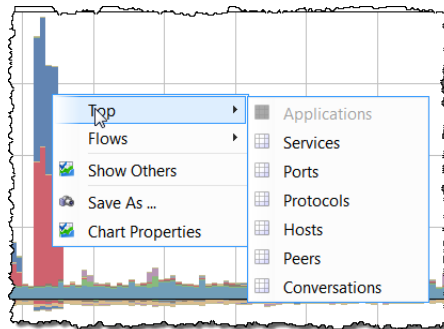 Top
Flows
Show Others
Save As ...
Chart Properties
Applications
Services
Ports
Protocols
Hosts
Peers
Conversations